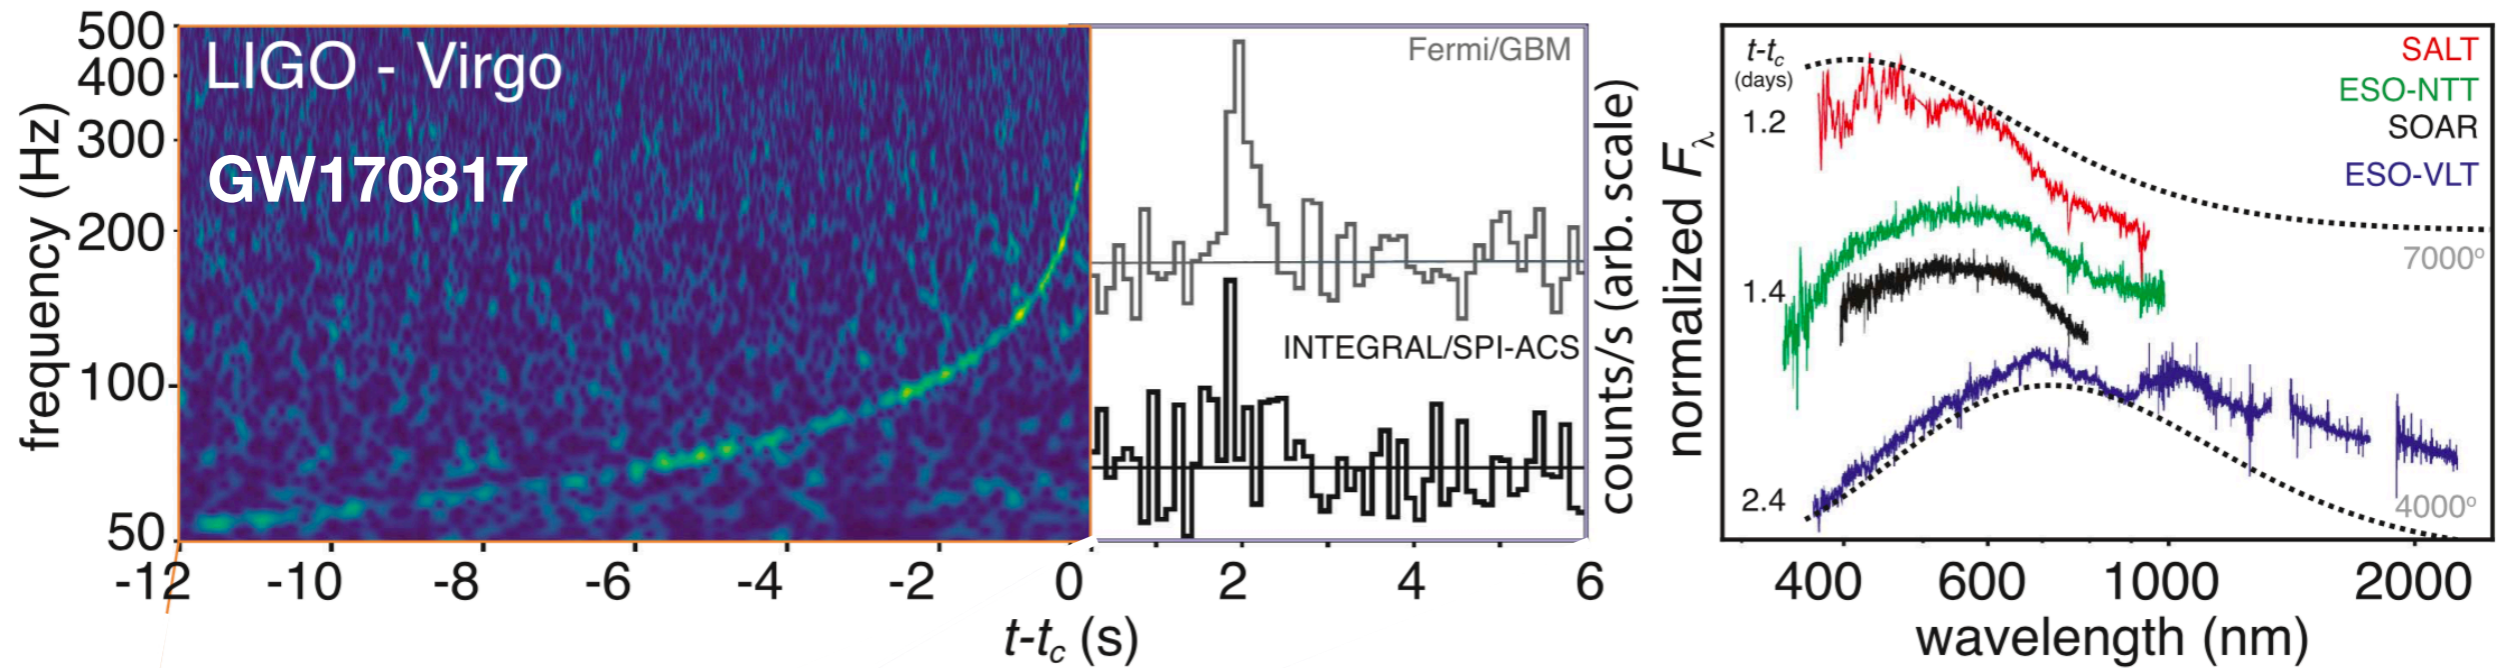 LIGO - Virgo
GW170817
frequency (Hz)
500
400
300
200
100
50
-12 -10 -8 -6 -4 -2 0 2 4 6
t-tc (s)
Fermi/GBM
INTEGRAL/SPI-ACS
counts/s (arb. scale)
normalized Fλ
t-tc
(days)
1.2
1.4
2.4
SALT
ESO-NTT
SOAR
ESO-VLT
7000º
4000º
400 600 1000 2000
wavelength (nm)